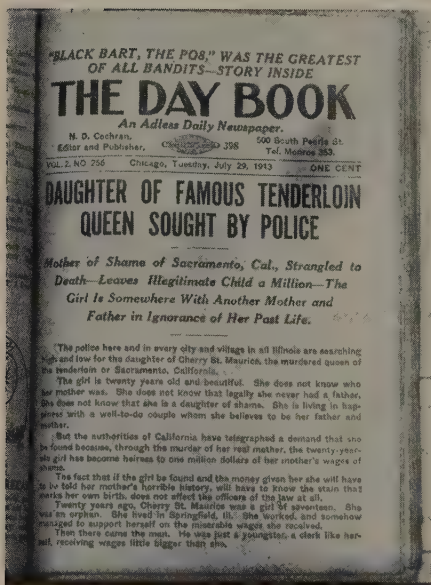 "BLACK BART, THE PO8," WAS THE GREATEST
OF ALL BANDITS—STORY INSIDE
THE DAY BOOK
An Adless Daily Newspaper.
N. D. Cochran, Editor and Publisher. 398 500 South Peoria St. Tel. Monroe 353.
VOL. 2, NO. 256 Chicago, Tuesday, July 29, 1913 ONE CENT
DAUGHTER OF FAMOUS TENDERLOIN
QUEEN SOUGHT BY POLICE
Mother of Shame of Sacramento, Cal., Strangled to
Death—Leaves Illegitimate Child a Million—The
Girl Is Somewhere With Another Mother and
Father in Ignorance of Her Past Life.
The police here and in every city and village in all Illinois are searching
high and low for the daughter of Cherry St. Maurice, the murdered queen of
the tenderloin or Sacramento, California.
The girl is twenty years old and beautiful. She does not know who
her mother was. She does not know that legally she never had a father.
She does not know that she is a daughter of shame. She is living in hap-
piness with a well-to-do couple whom she believes to be her father and
mother.
But the authorities of California have telegraphed a demand that she
be found because, through the murder of her real mother, the twenty-year-
old girl has become heiress to one million dollars of her mother's wages of
shame.
The fact that if the girl be found and the money given her she will have
to be told her mother's horrible history, will have to know the stain that
marks her own birth, does not effect the officers of the law at all.
Twenty years ago, Cherry St. Maurice was a girl of seventeen. She
was an orphan. She lived in Springfield, Ill. She worked, and somehow
managed to support herself on the miserable wages she received.
Then there came the man. He was just a youngster, a clerk like her-
self, receiving wages little bigger than she.